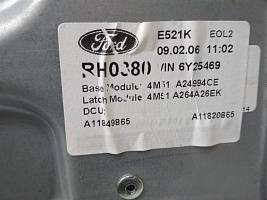 Ford
E521K EOL2
09.02.06 11:02
RH0380 VIN 6Y25469
Base Module: 4M51 A24994CE
Latch Module 4M51 A264A26EK
DCU:
A11849865 A11820865